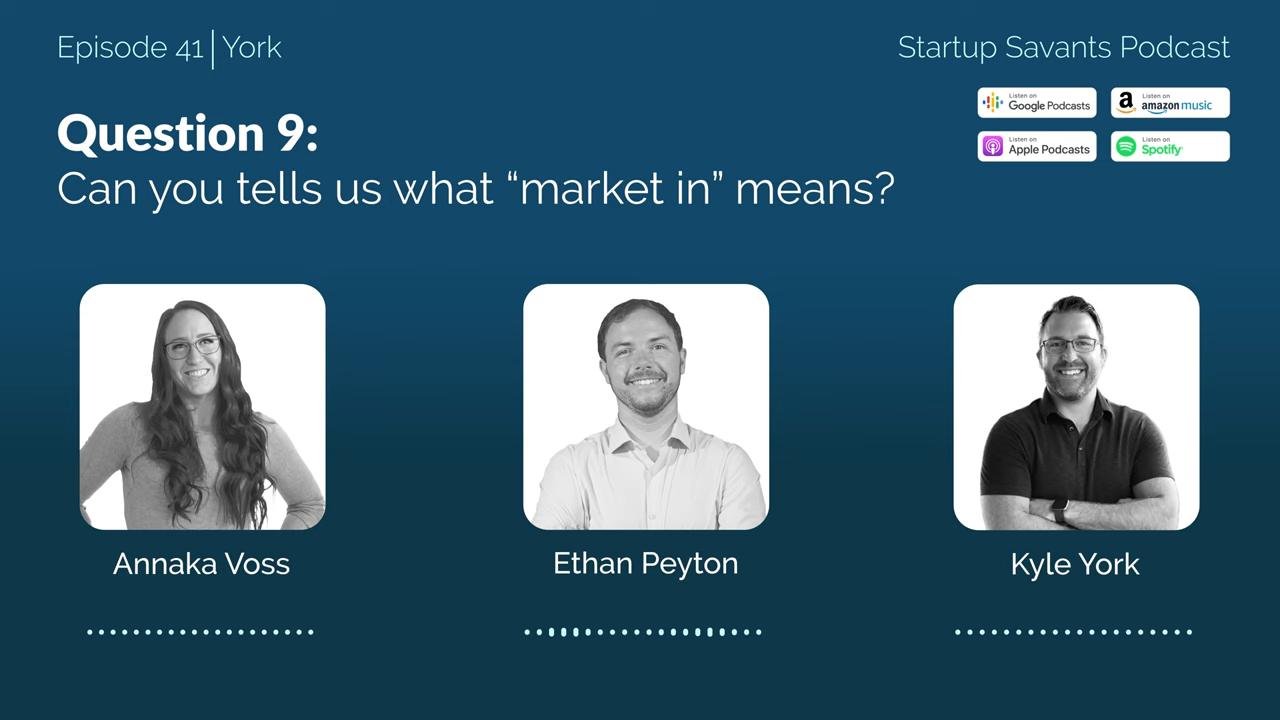 Episode 41|York
Startup Savants Podcast
Listen on
Google Podcasts
Listen on
amazon music
Listen on
Apple Podcasts
Listen on
Spotify
Question 9:
Can you tells us what “market in” means?
Annaka Voss
Ethan Peyton
Kyle York